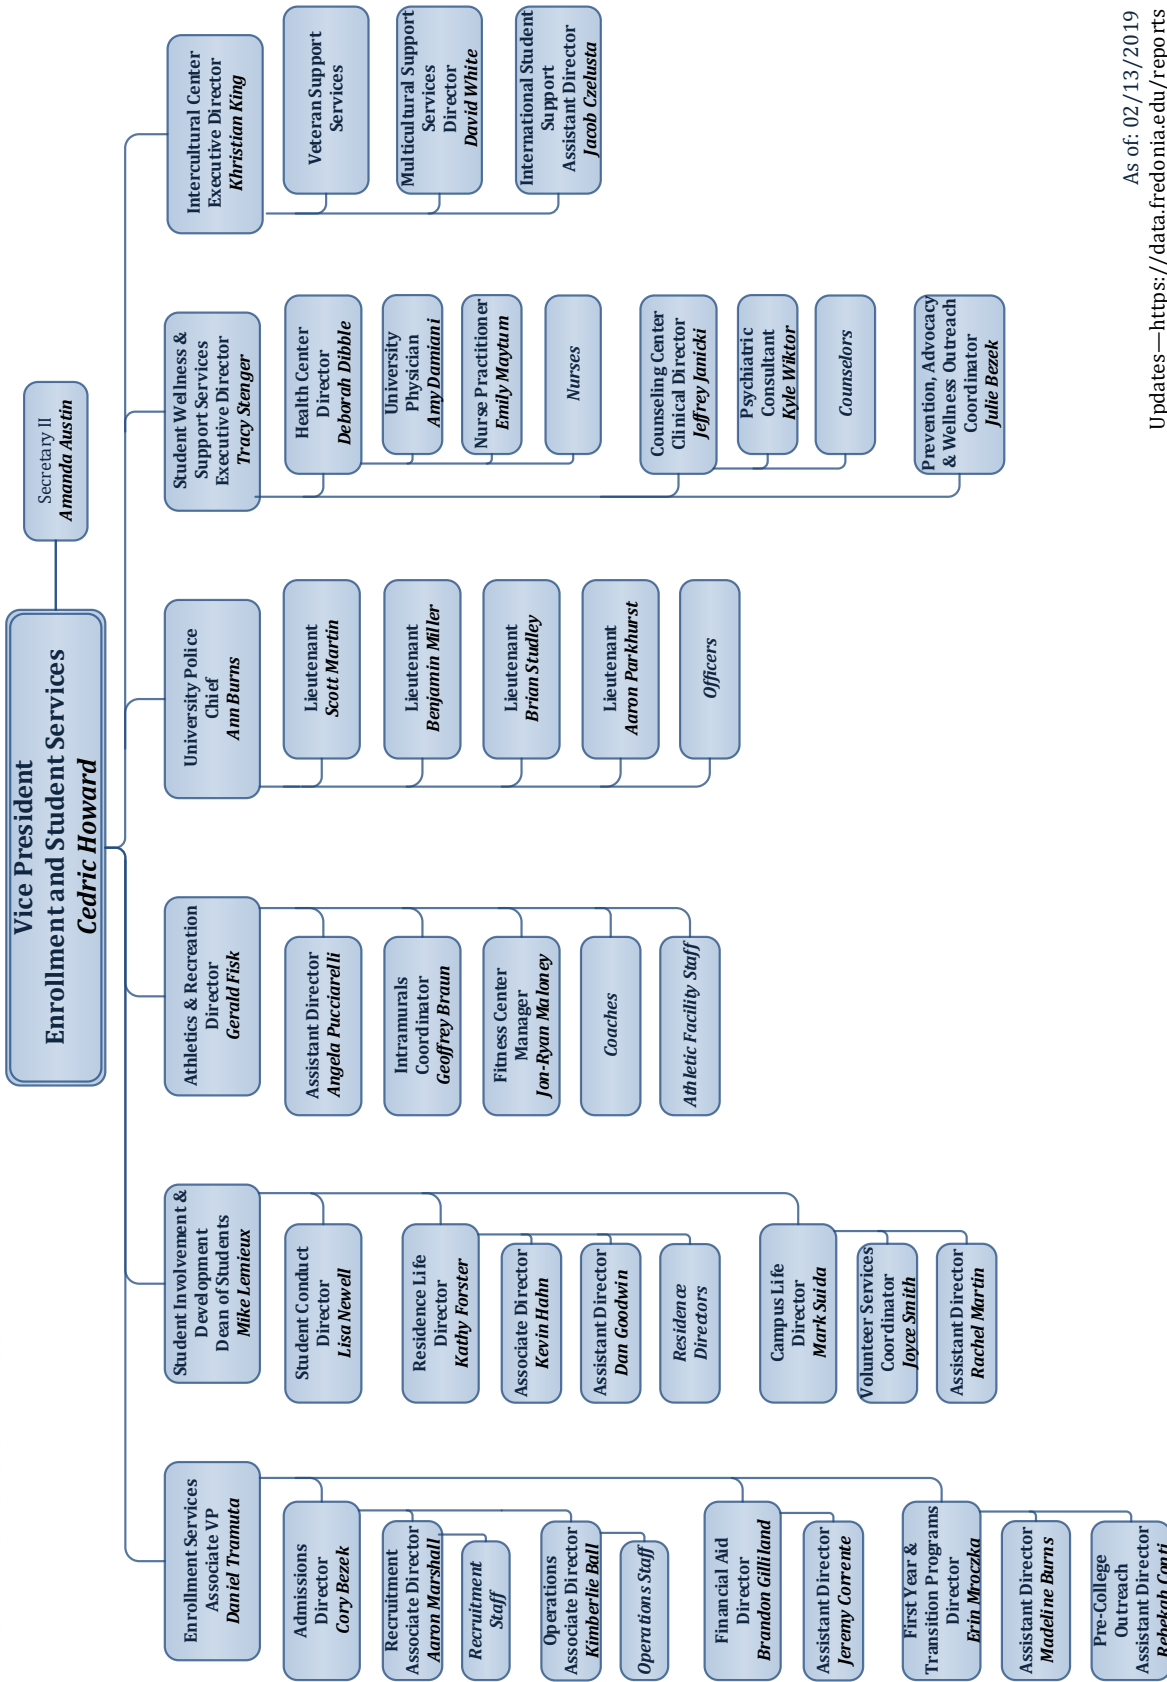 Vice President
Enrollment and Student Services
Cedric Howard
Secretary II
Amanda Austin
Enrollment Services
Associate VP
Daniel Tramuta
Admissions
Director
Cory Bezek
Recruitment
Associate Director
Aaron Marshall
Recruitment
Staff
Operations
Associate Director
Kimberlie Ball
Operations Staff
Financial Aid
Director
Brandon Gilliland
Assistant Director
Jeremy Corrente
First Year &
Transition Programs
Director
Erin Mroczka
Assistant Director
Madeline Burns
Pre-College
Outreach
Assistant Director
Rebekah Conti
Student Involvement &
Development
Dean of Students
Mike Lemieux
Student Conduct
Director
Lisa Newell
Residence Life
Director
Kathy Forster
Associate Director
Kevin Hahn
Assistant Director
Dan Goodwin
Residence
Directors
Campus Life
Director
Mark Suida
Volunteer Services
Coordinator
Joyce Smith
Assistant Director
Rachel Martin
Athletics & Recreation
Director
Gerald Fisk
Assistant Director
Angela Pucciarelli
Intramurals
Coordinator
Geoffrey Braun
Fitness Center
Manager
Jon-Ryan Maloney
Coaches
Athletic Facility Staff
University Police
Chief
Ann Burns
Lieutenant
Scott Martin
Lieutenant
Benjamin Miller
Lieutenant
Brian Studley
Lieutenant
Aaron Parkhurst
Officers
Student Wellness &
Support Services
Executive Director
Tracy Stenger
Health Center
Director
Deborah Dibble
University
Physician
Amy Damiani
Nurse Practitioner
Emily Maytum
Nurses
Counseling Center
Clinical Director
Jeffrey Janicki
Psychiatric
Consultant
Kyle Wiktor
Counselors
Prevention, Advocacy
& Wellness Outreach
Coordinator
Julie Bezek
Intercultural Center
Executive Director
Khristian King
Veteran Support
Services
Multicultural Support
Services
Director
David White
International Student
Support
Assistant Director
Jacob Czelusta
As of: 02/13/2019
Updates—https://data.fredonia.edu/reports